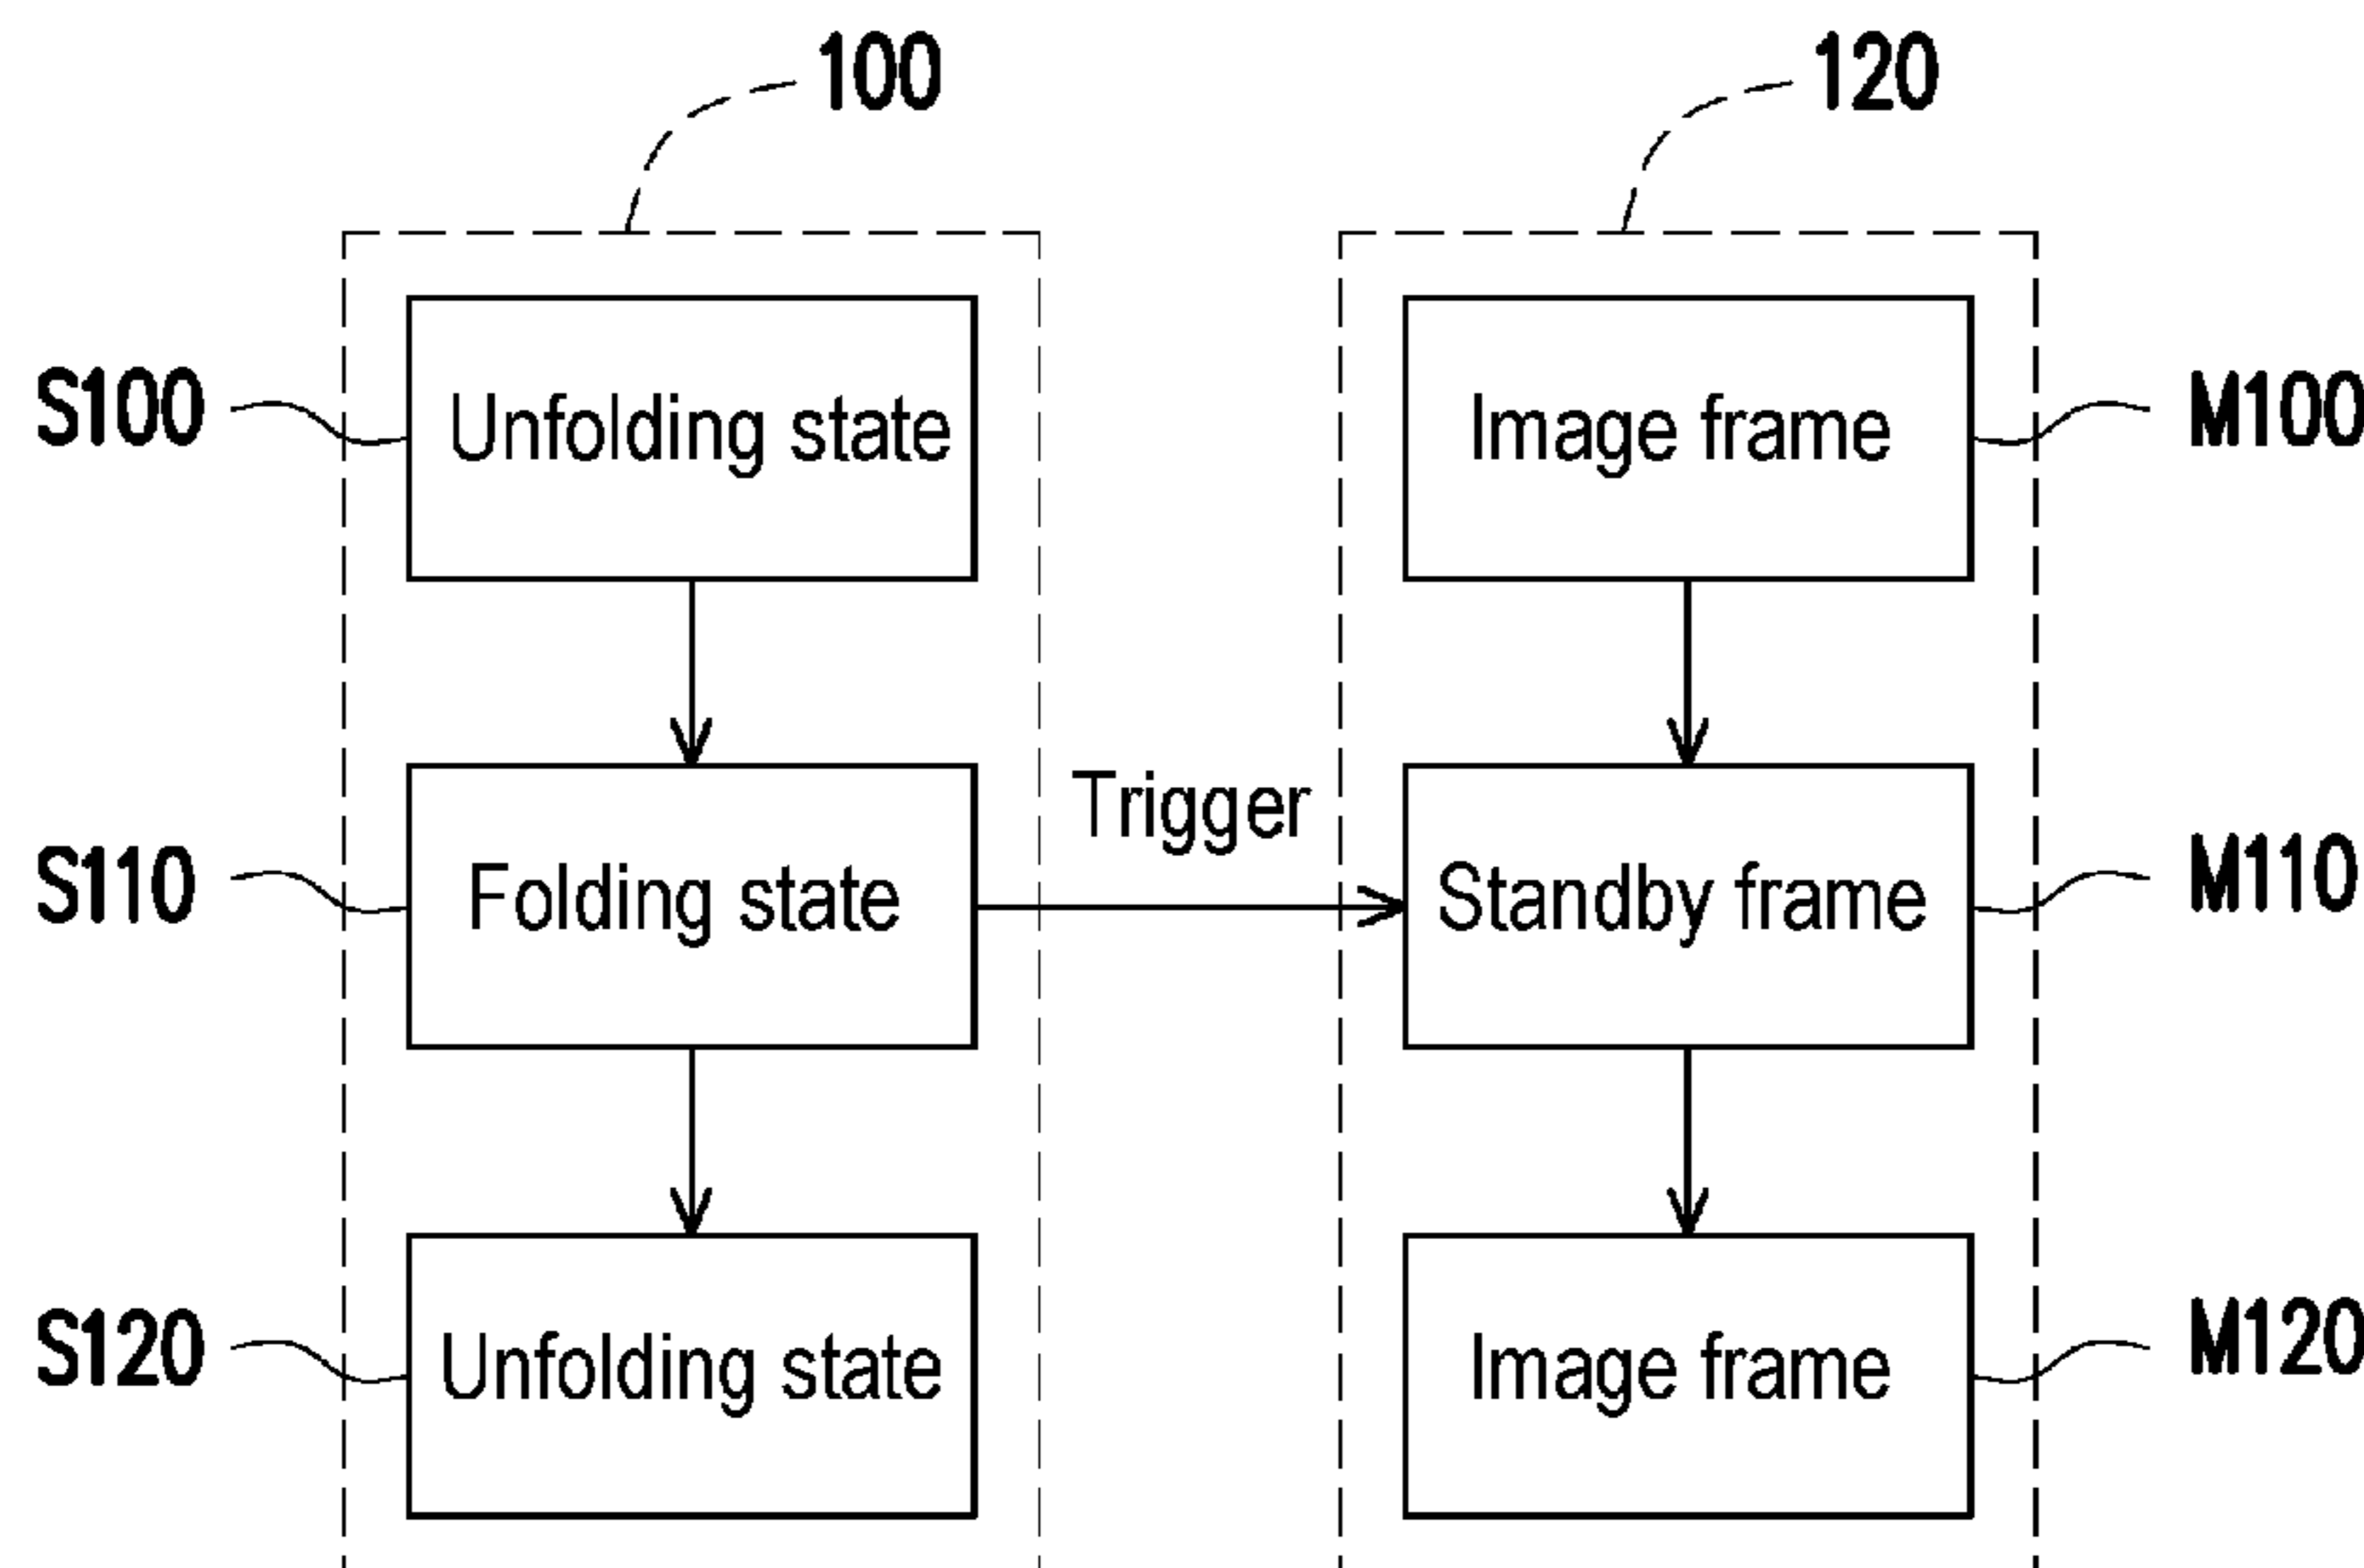 100
120
S100
Unfolding state
Image frame
M100
Trigger
S110
Folding state
Standby frame
M110
S120
Unfolding state
Image frame
M120